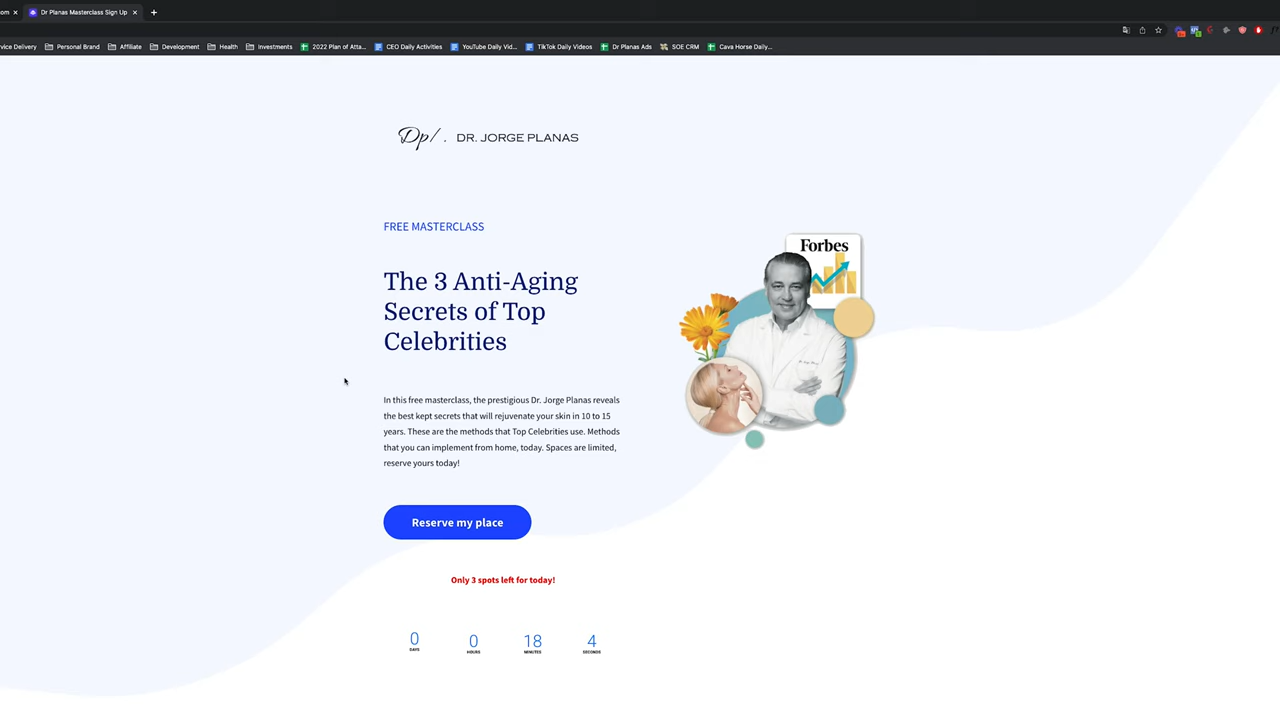 om
Dr Planas Masterclass Sign Up
vice Delivery Personal Brand Affiliate Development Health Investments 2022 Plan of Atta... CEO Daily Activities YouTube Daily Vid... TikTok Daily Videos Dr Planas Ads SOE CRM Cava Horse Daily...
Dp/. DR. JORGE PLANAS
FREE MASTERCLASS
Forbes
The 3 Anti-Aging
Secrets of Top
Celebrities
In this free masterclass, the prestigious Dr. Jorge Planas reveals
the best kept secrets that will rejuvenate your skin in 10 to 15
years. These are the methods that Top Celebrities use. Methods
that you can implement from home, today. Spaces are limited,
reserve yours today!
Reserve my place
Only 3 spots left for today!
0 0 18 4
DAYS HOURS MINUTES SECONDS